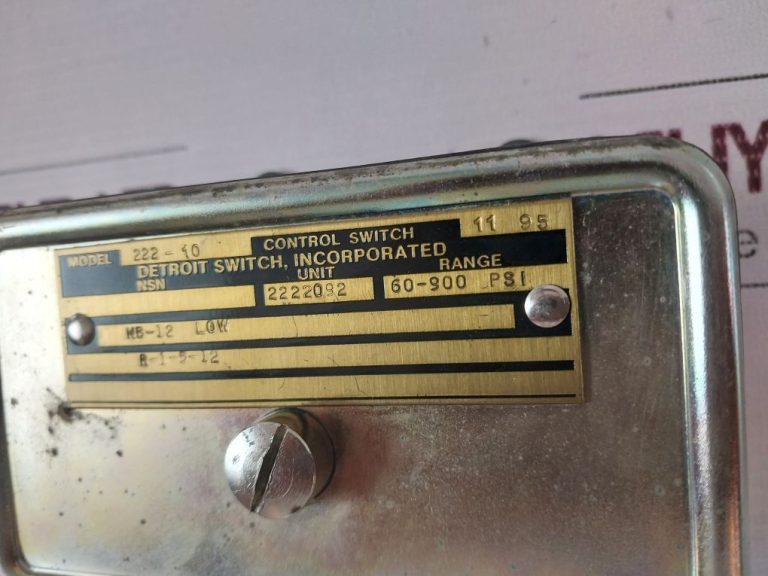 MODEL 222-10 CONTROL SWITCH 11 95
DETROIT SWITCH, INCORPORATED
NSN UNIT RANGE
2222092 60-900 PSI
MB-12 LOW
R-1-5-12